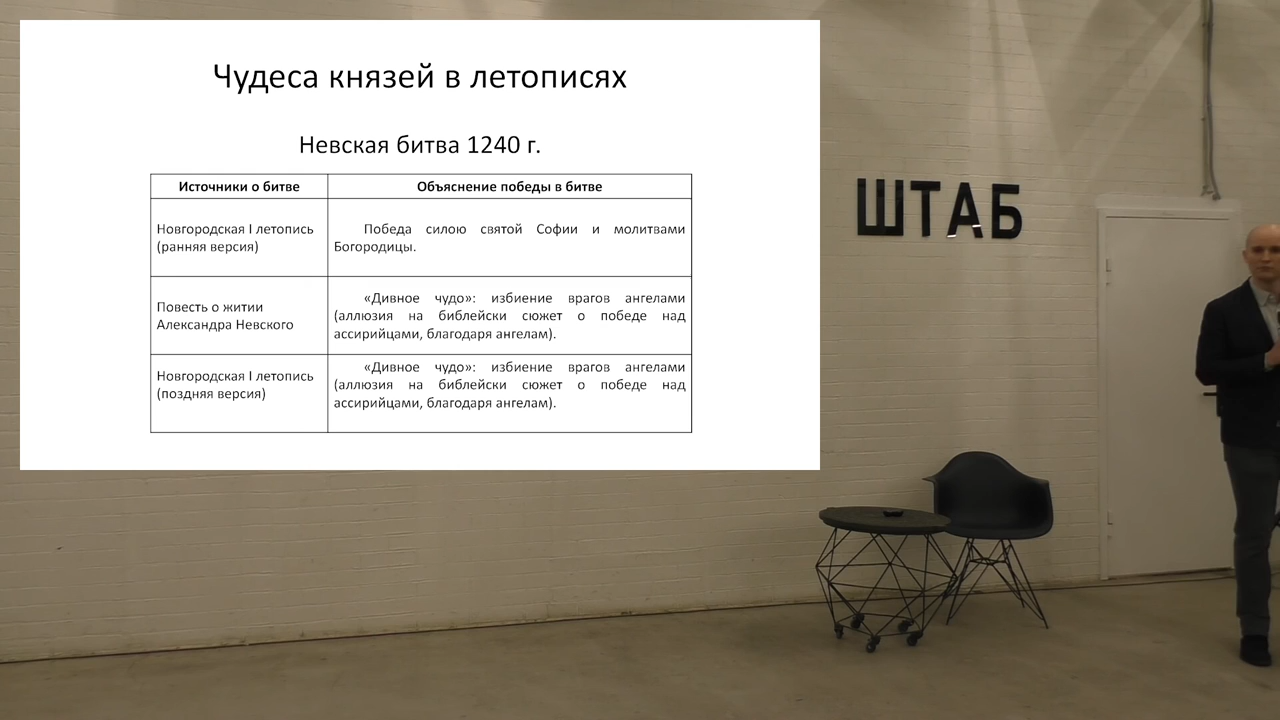 Чудеса князей в летописях
Невская битва 1240 г.
Источники о битве
Объяснение победы в битве
Новгородская I летопись
(ранняя версия)
Победа силою святой Софии и молитвами
Богородицы.
Повесть о житии
Александра Невского
«Дивное чудо»: избиение врагов ангелами
(аллюзия на библейски сюжет о победе над
ассирийцами, благодаря ангелам).
Новгородская I летопись
(поздняя версия)
«Дивное чудо»: избиение врагов ангелами
(аллюзия на библейски сюжет о победе над
ассирийцами, благодаря ангелам).
ШТАБ